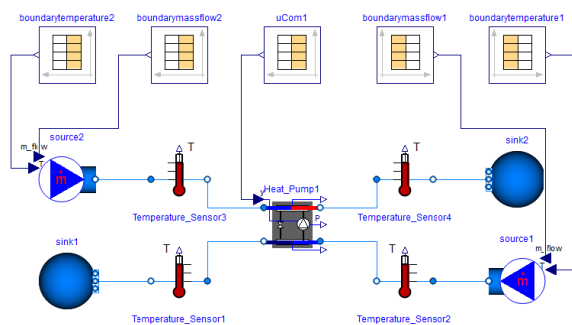 boundarytemperature2
boundarymassflow2
uCom1
boundarymassflow1
boundarytemperature1
source2
m_flow
T
ṁ
T
Temperature_Sensor3
y
Heat_Pump1
P
T
Temperature_Sensor4
sink2
sink1
T
Temperature_Sensor1
T
Temperature_Sensor2
source1
m_flow
T
ṁ